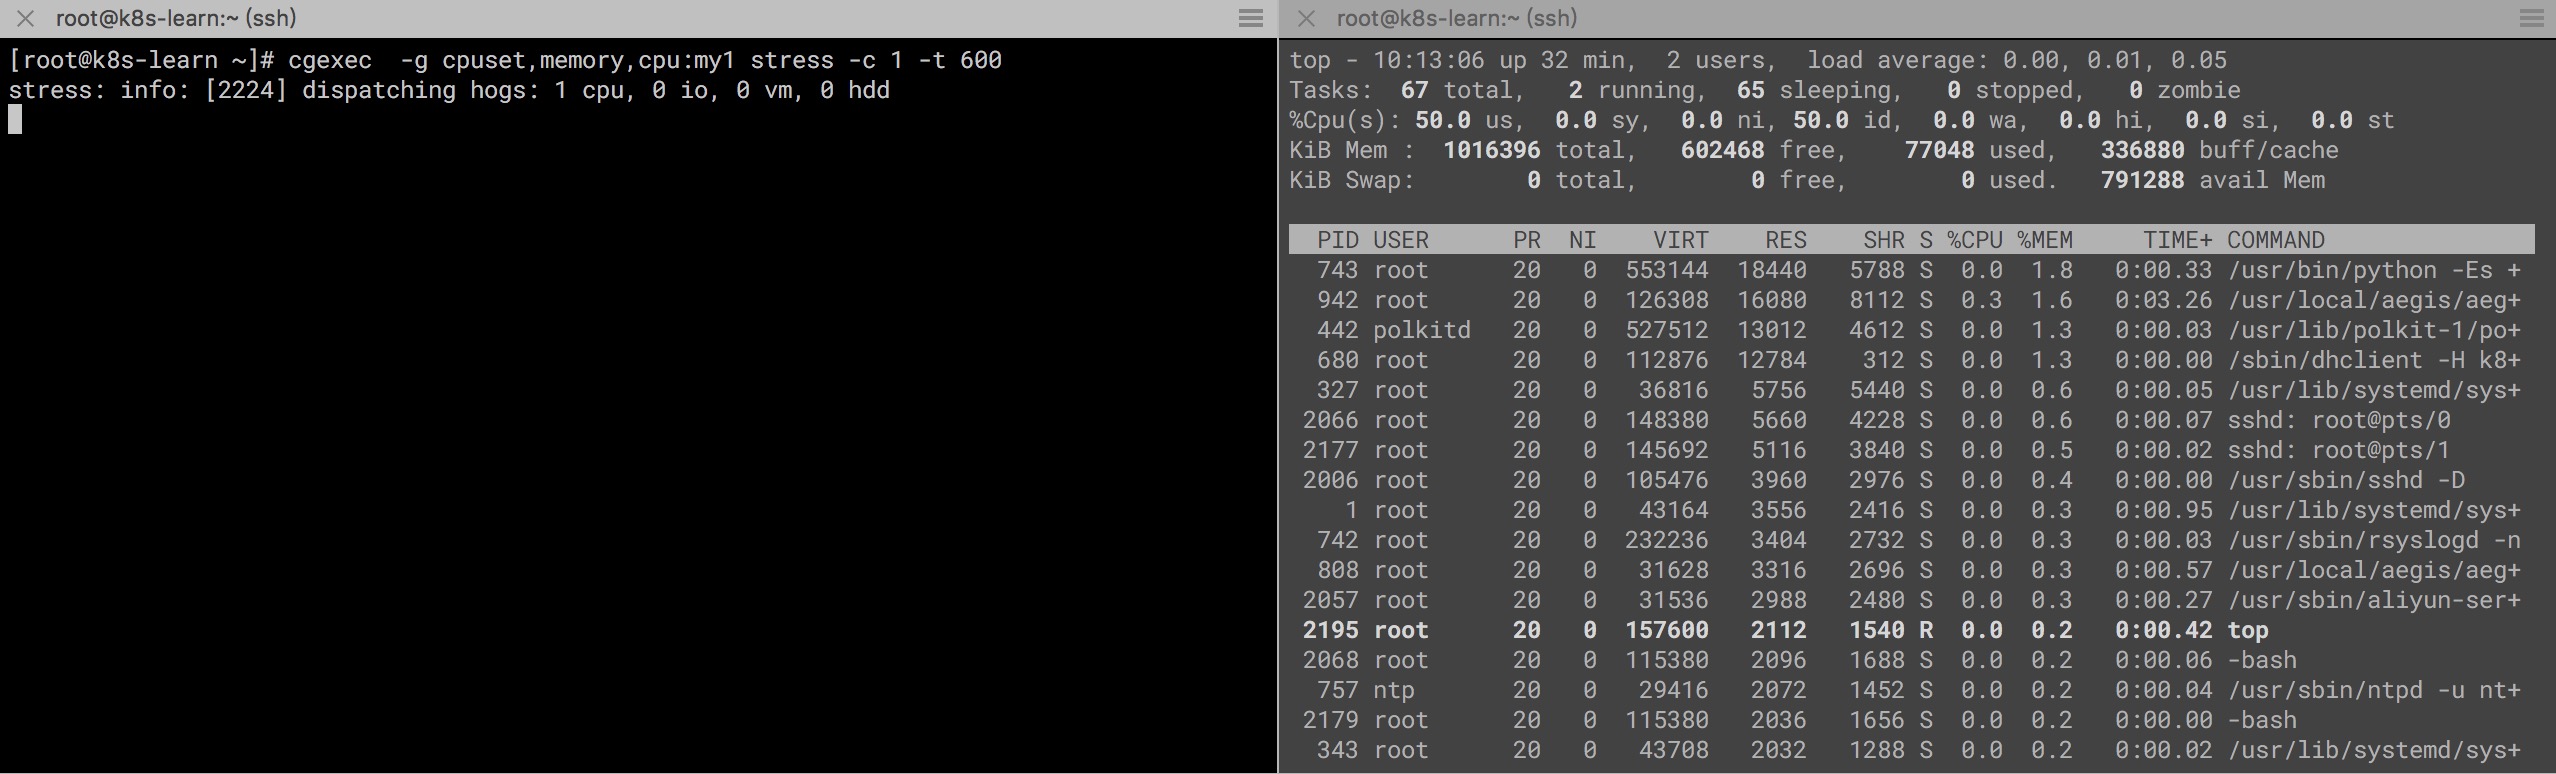 root@k8s-learn:~ (ssh)
[root@k8s-learn ~]# cgexec  -g cpuset,memory,cpu:my1 stress -c 1 -t 600
stress: info: [2224] dispatching hogs: 1 cpu, 0 io, 0 vm, 0 hdd
root@k8s-learn:~ (ssh)
top - 10:13:06 up 32 min,  2 users,  load average: 0.00, 0.01, 0.05
Tasks:  67 total,   2 running,  65 sleeping,   0 stopped,   0 zombie
%Cpu(s): 50.0 us,  0.0 sy,  0.0 ni, 50.0 id,  0.0 wa,  0.0 hi,  0.0 si,  0.0 st
KiB Mem :  1016396 total,   602468 free,    77048 used,   336880 buff/cache
KiB Swap:        0 total,        0 free,        0 used.   791288 avail Mem
PID USER      PR  NI    VIRT    RES    SHR S %CPU %MEM     TIME+ COMMAND
743 root      20   0  553144  18440   5788 S  0.0  1.8   0:00.33 /usr/bin/python -Es +
942 root      20   0  126308  16080   8112 S  0.3  1.6   0:03.26 /usr/local/aegis/aeg+
442 polkitd   20   0  527512  13012   4612 S  0.0  1.3   0:00.03 /usr/lib/polkit-1/po+
680 root      20   0  112876  12784    312 S  0.0  1.3   0:00.00 /sbin/dhclient -H k8+
327 root      20   0   36816   5756   5440 S  0.0  0.6   0:00.05 /usr/lib/systemd/sys+
2066 root      20   0  148380   5660   4228 S  0.0  0.6   0:00.07 sshd: root@pts/0
2177 root      20   0  145692   5116   3840 S  0.0  0.5   0:00.02 sshd: root@pts/1
2006 root      20   0  105476   3960   2976 S  0.0  0.4   0:00.00 /usr/sbin/sshd -D
1 root      20   0   43164   3556   2416 S  0.0  0.3   0:00.95 /usr/lib/systemd/sys+
742 root      20   0  232236   3404   2732 S  0.0  0.3   0:00.03 /usr/sbin/rsyslogd -n
808 root      20   0   31628   3316   2696 S  0.0  0.3   0:00.57 /usr/local/aegis/aeg+
2057 root      20   0   31536   2988   2480 S  0.0  0.3   0:00.27 /usr/sbin/aliyun-ser+
2195 root      20   0  157600   2112   1540 R  0.0  0.2   0:00.42 top
2068 root      20   0  115380   2096   1688 S  0.0  0.2   0:00.06 -bash
757 ntp       20   0   29416   2072   1452 S  0.0  0.2   0:00.04 /usr/sbin/ntpd -u nt+
2179 root      20   0  115380   2036   1656 S  0.0  0.2   0:00.00 -bash
343 root      20   0   43708   2032   1288 S  0.0  0.2   0:00.02 /usr/lib/systemd/sys+